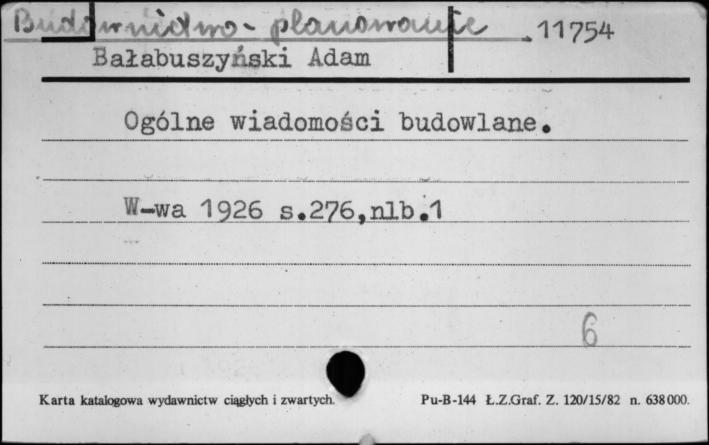 Budownictwo - planowanie .11754
Bałabuszyński Adam
Ogólne wiadomości budowlane.
W-wa 1926 s.276,nlb.1
6
Karta katalogowa wydawnictw ciągłych i zwartych. Pu-B-144 Ł.Z.Graf. Z. 120/15/82 n. 638000.